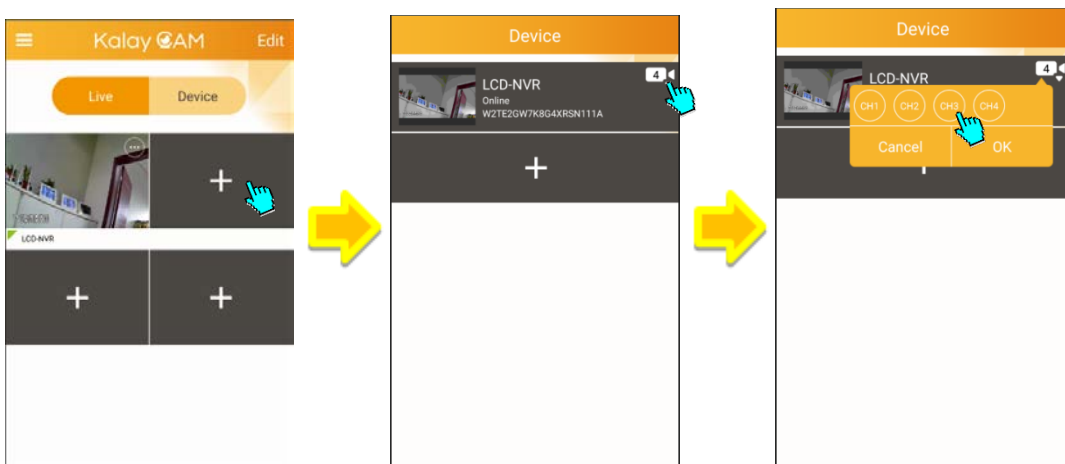 Kalay CAM
Edit
Live
Device
LCD-NVR
Device
4
LCD-NVR
Online
W2TE2GW7K8G4XRSN111A
Device
4
LCD-NVR
CH1
CH2
CH3
CH4
Cancel
OK